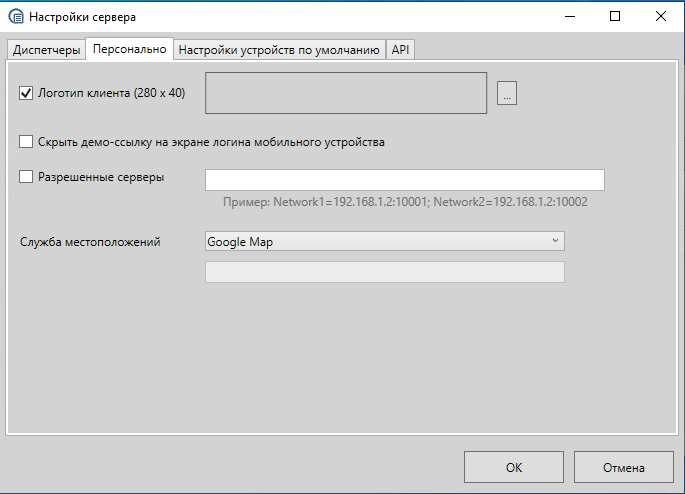 Настройки сервера
Диспетчеры Персонально Настройки устройств по умолчанию API
Логотип клиента (280 x 40) ...
Скрыть демо-ссылку на экране логина мобильного устройства
Разрешенные серверы
Пример: Network1=192.168.1.2:10001; Network2=192.168.1.2:10002
Служба местоположений Google Map
OK Отмена